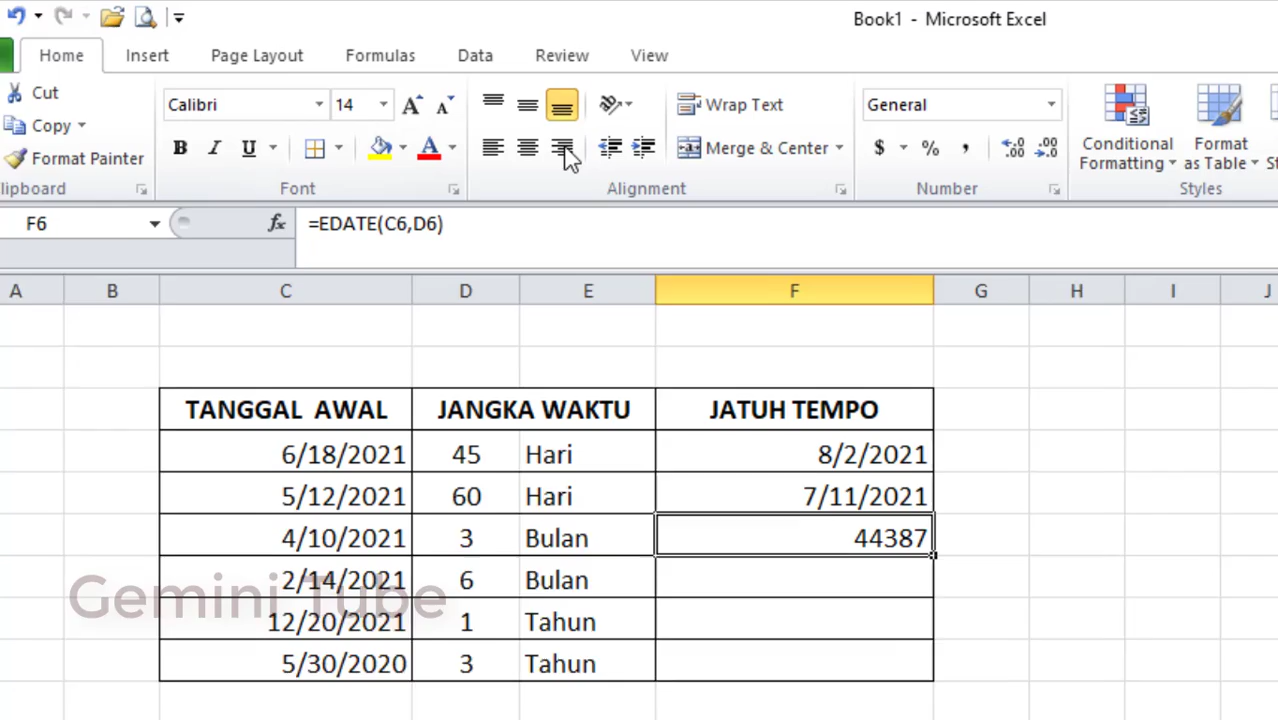 Book1 - Microsoft Excel
Home Insert Page Layout Formulas Data Review View
Cut
Copy
Format Painter
Calibri 14
B I U A
Wrap Text
Merge & Center
General
$ % ,
Conditional Formatting
Format as Table
lipboard Font Alignment Number Styles
F6 fx =EDATE(C6,D6)
A B C D E F G H I J
TANGGAL AWAL JANGKA WAKTU JATUH TEMPO
6/18/2021 45 Hari 8/2/2021
5/12/2021 60 Hari 7/11/2021
4/10/2021 3 Bulan 44387
2/14/2021 6 Bulan
12/20/2021 1 Tahun
5/30/2020 3 Tahun
Gemini Tube